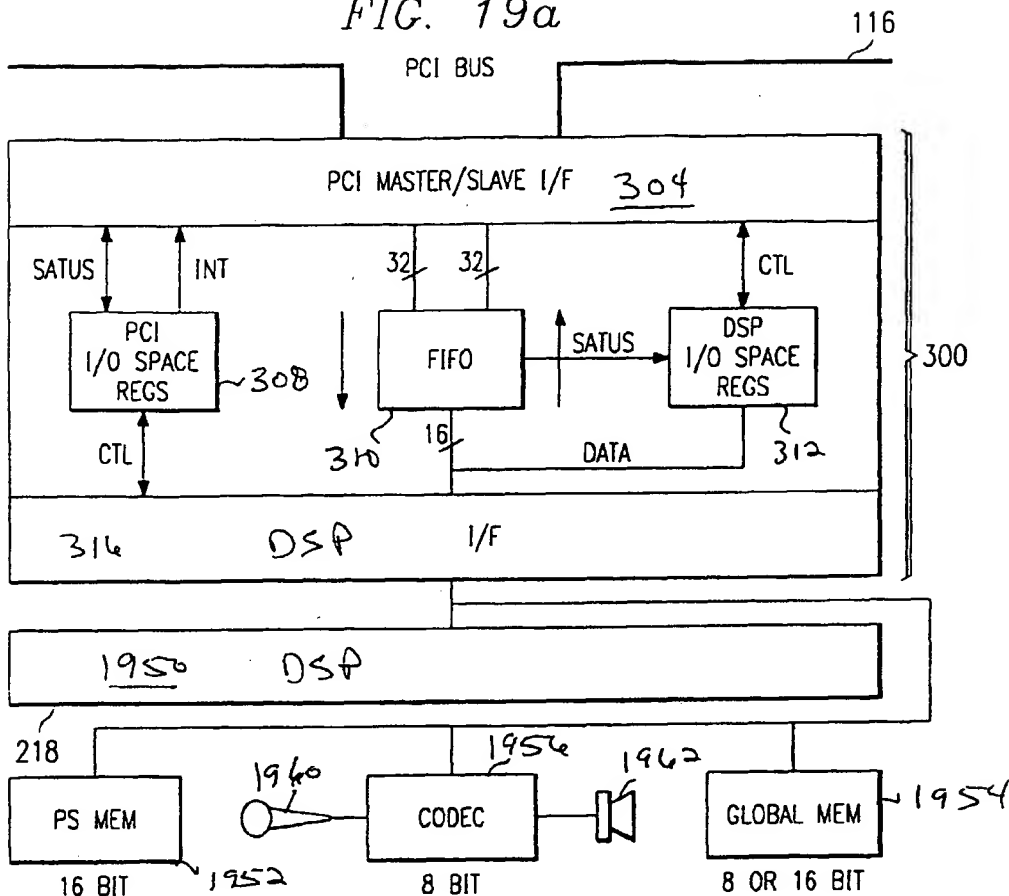 FIG. 19a
116
PCI BUS
PCI MASTER/SLAVE I/F 304
SATUS
INT
32
32
CTL
PCI
I/O SPACE
REGS
308
FIFO
SATUS
DSP
I/O SPACE
REGS
300
310
16
312
CTL
DATA
316 DSP I/F
1950 DSP
218
1956
1960
1962
PS MEM
CODEC
GLOBAL MEM
1954
1952
16 BIT
8 BIT
8 OR 16 BIT